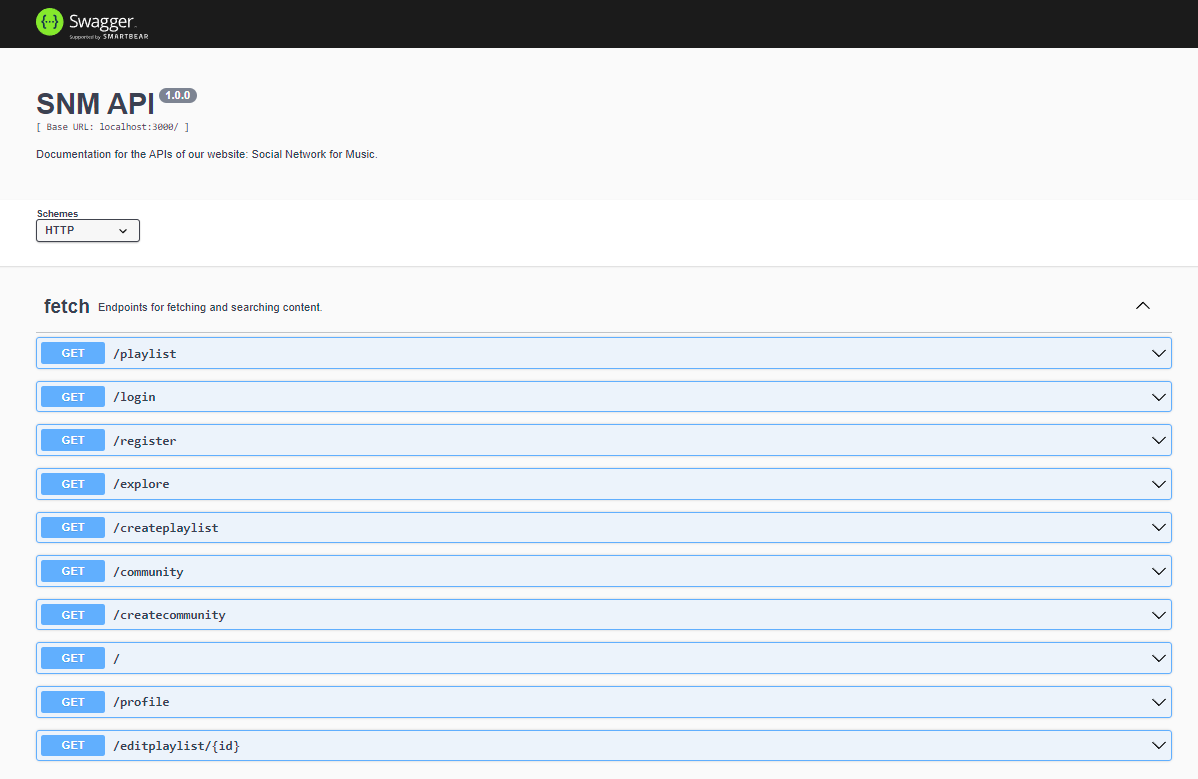 Swagger
Supported by SMARTBEAR
SNM API 1.0.0
[ Base URL: localhost:3000/ ]
Documentation for the APIs of our website: Social Network for Music.
Schemes
HTTP
fetch Endpoints for fetching and searching content.
GET /playlist
GET /login
GET /register
GET /explore
GET /createplaylist
GET /community
GET /createcommunity
GET /
GET /profile
GET /editplaylist/{id}